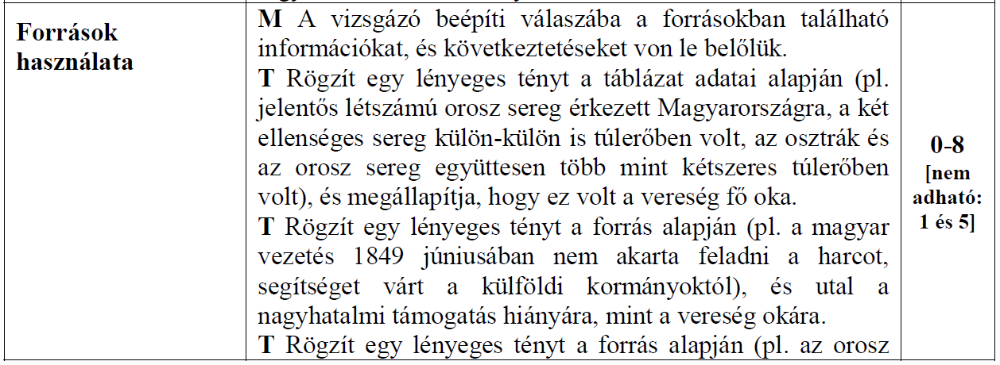 Források
használata
M A vizsgázó beépíti válaszába a forrásokban található
információkat, és következtetéseket von le belőlük.
T Rögzít egy lényeges tényt a táblázat adatai alapján (pl.
jelentős létszámú orosz sereg érkezett Magyarországra, a két
ellenséges sereg külön-külön is túlerőben volt, az osztrák és
az orosz sereg együttesen több mint kétszeres túlerőben
volt), és megállapítja, hogy ez volt a vereség fő oka.
T Rögzít egy lényeges tényt a forrás alapján (pl. a magyar
vezetés 1849 júniusában nem akarta feladni a harcot,
segítséget várt a külföldi kormányoktól), és utal a
nagyhatalmi támogatás hiányára, mint a vereség okára.
T Rögzít egy lényeges tényt a forrás alapján (pl. az orosz
0-8
[nem
adható:
1 és 5]